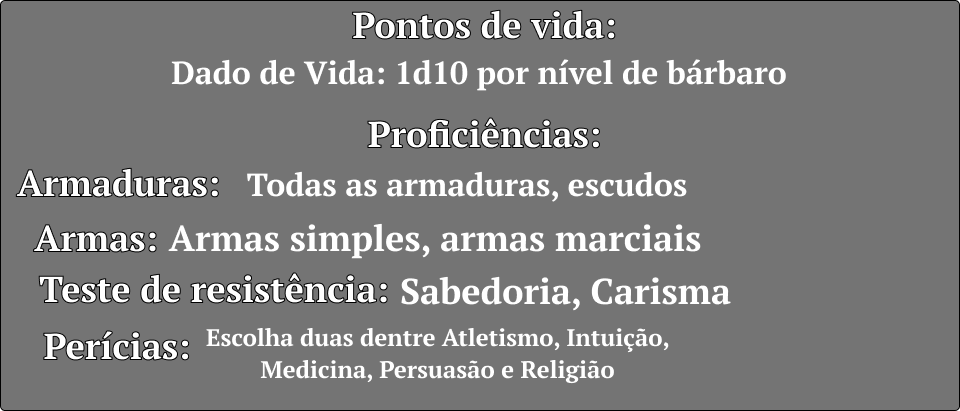 Pontos de vida:
Dado de Vida: 1d10 por nível de bárbaro
Proficiências:
Armaduras: Todas as armaduras, escudos
Armas: Armas simples, armas marciais
Teste de resistência: Sabedoria, Carisma
Perícias: Escolha duas dentre Atletismo, Intuição,
Medicina, Persuasão e Religião